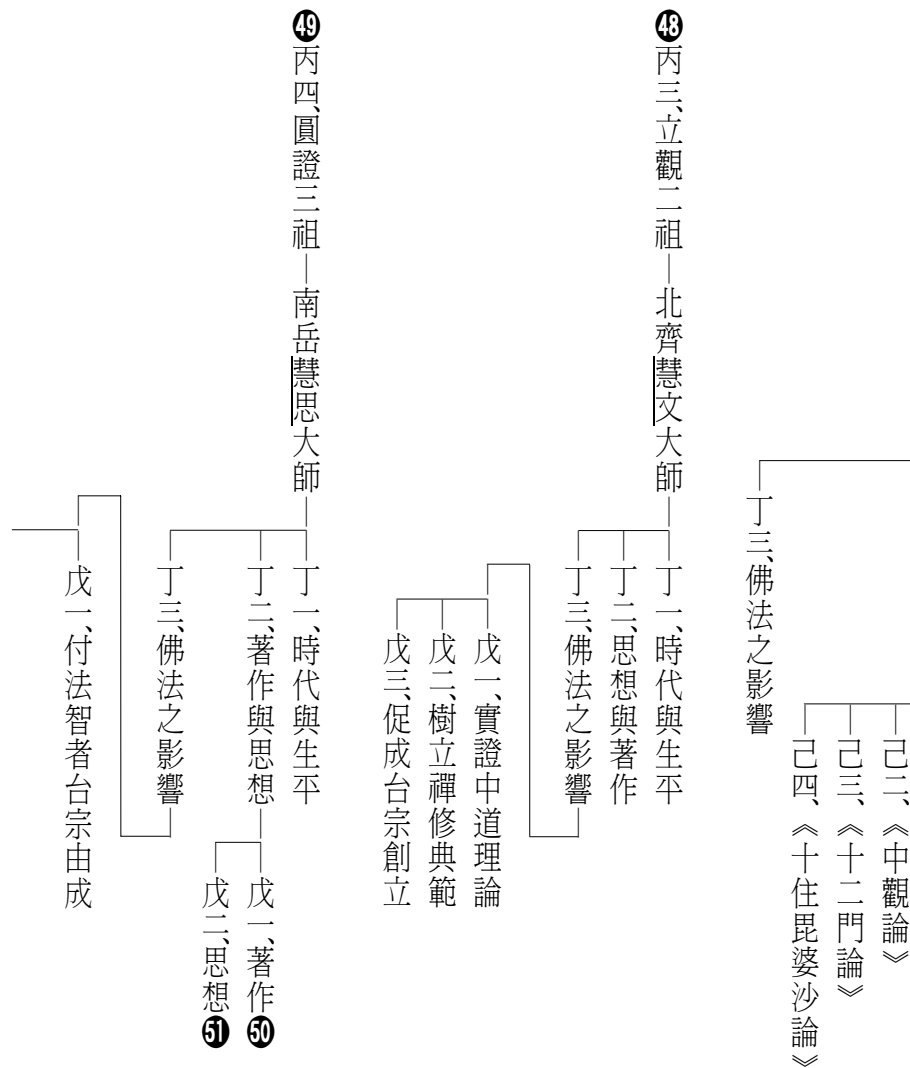 己二、《中觀論》
己三、《十二門論》
己四、《十住毘婆沙論》
丁三、佛法之影響
㊽丙三、立觀二祖—北齊慧文大師
丁一、時代與生平
丁二、思想與著作
丁三、佛法之影響
戊一、實證中道理論
戊二、樹立禪修典範
戊三、促成台宗創立
㊾丙四、圓證三祖—南岳慧思大師
丁一、時代與生平
丁二、著作與思想
戊一、著作㊿
戊二、思想51
丁三、佛法之影響
戊一、付法智者台宗由成